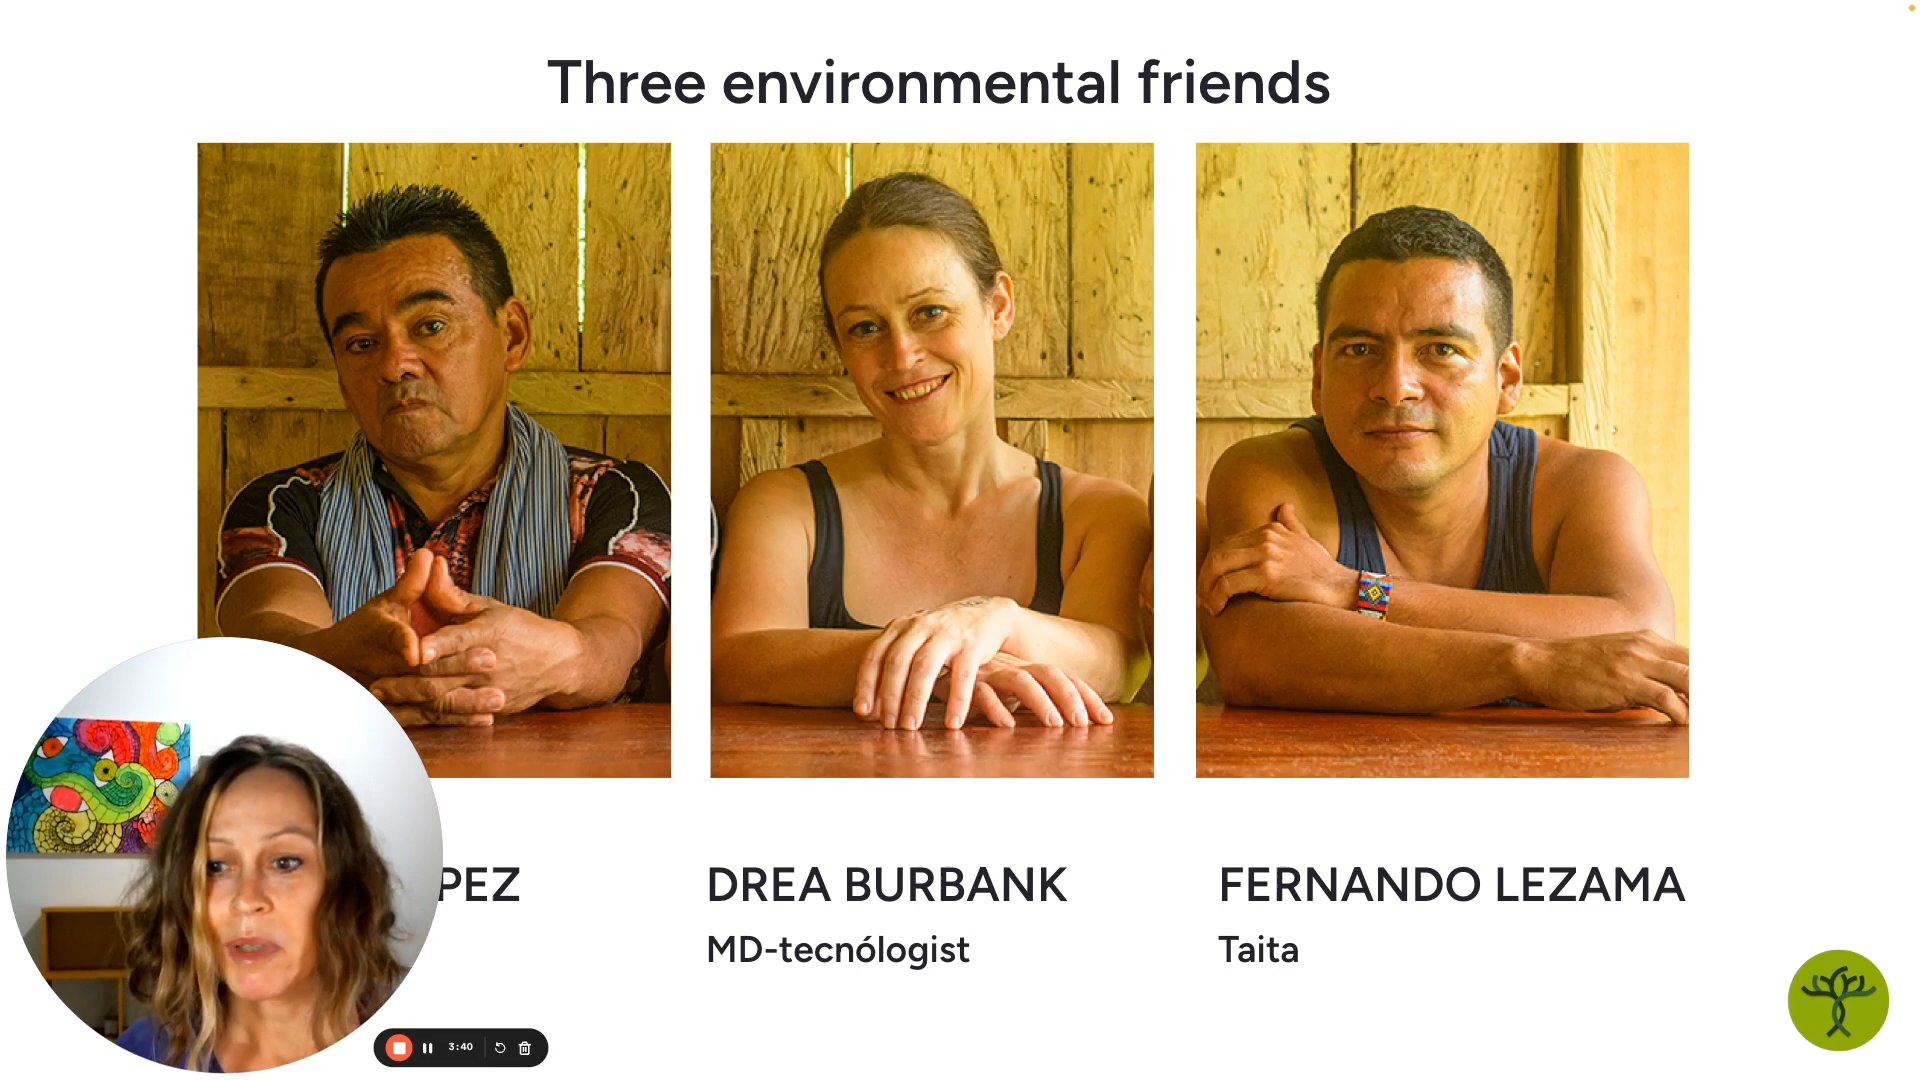 Three environmental friends
PEZ
DREA BURBANK
FERNANDO LEZAMA
MD-tecnólogist
Taita
3:40